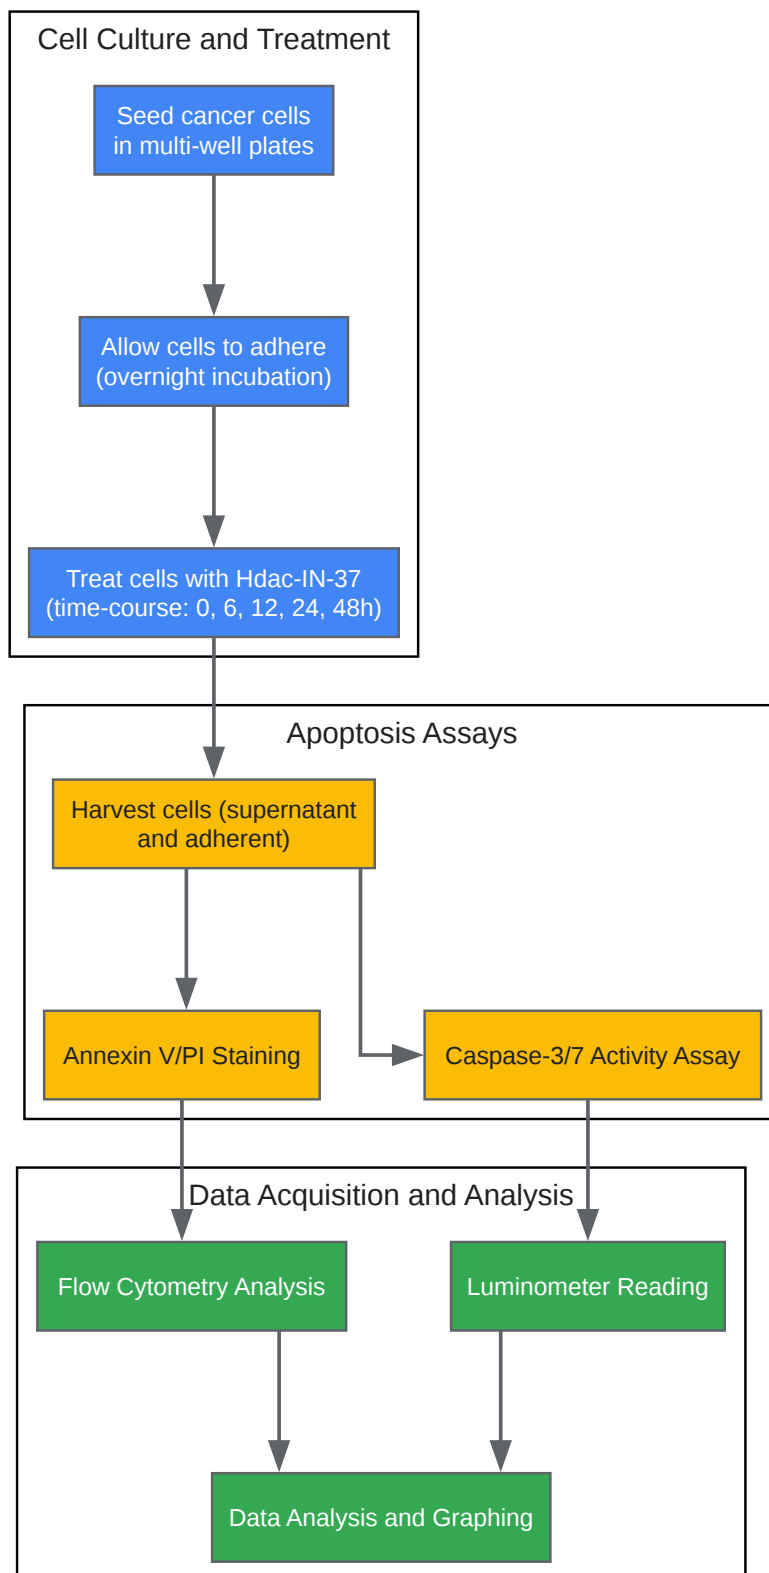 Cell Culture and Treatment
Seed cancer cells
in multi-well plates
Allow cells to adhere
(overnight incubation)
Treat cells with Hdac-IN-37
(time-course: 0, 6, 12, 24, 48h)
Apoptosis Assays
Harvest cells (supernatant
and adherent)
Annexin V/PI Staining
Caspase-3/7 Activity Assay
Data Acquisition and Analysis
Flow Cytometry Analysis
Luminometer Reading
Data Analysis and Graphing